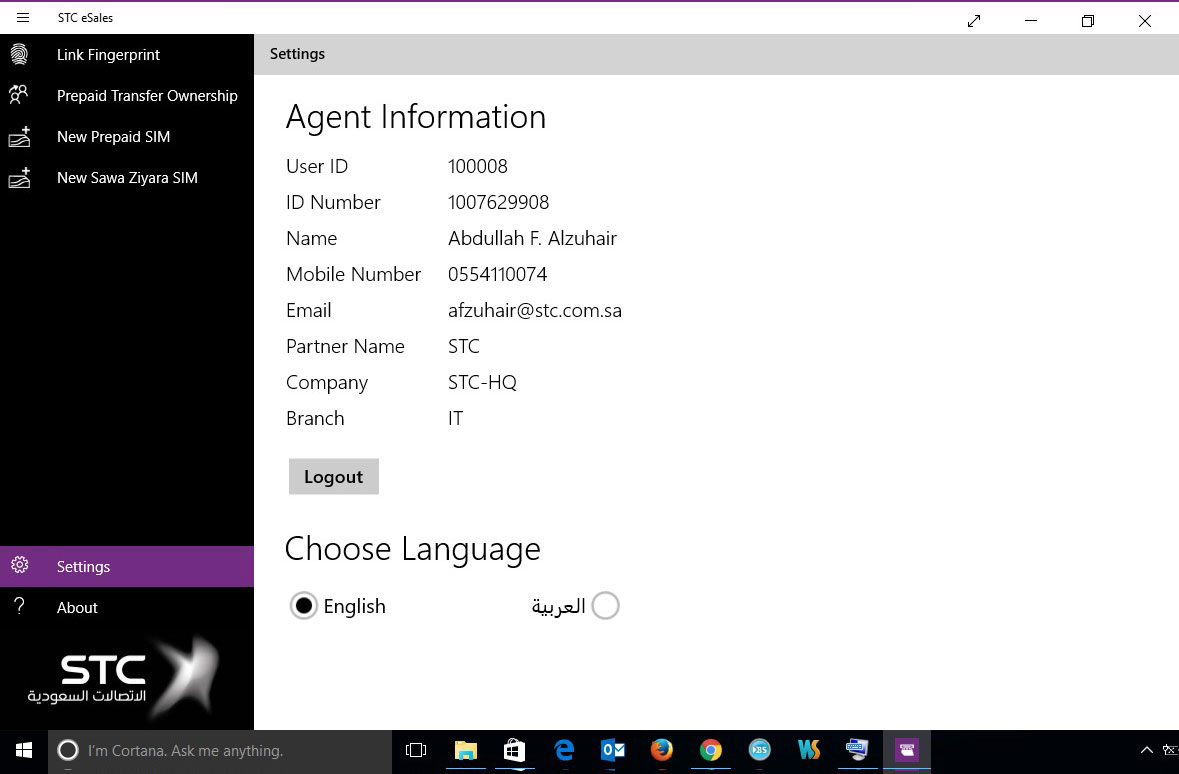 STC eSales
Link Fingerprint
Prepaid Transfer Ownership
New Prepaid SIM
New Sawa Ziyara SIM
Settings
About
STC
الاتصالات السعودية
Settings
Agent Information
User ID 100008
ID Number 1007629908
Name Abdullah F. Alzuhair
Mobile Number 0554110074
Email afzuhair@stc.com.sa
Partner Name STC
Company STC-HQ
Branch IT
Logout
Choose Language
English العربية
I'm Cortana. Ask me anything.